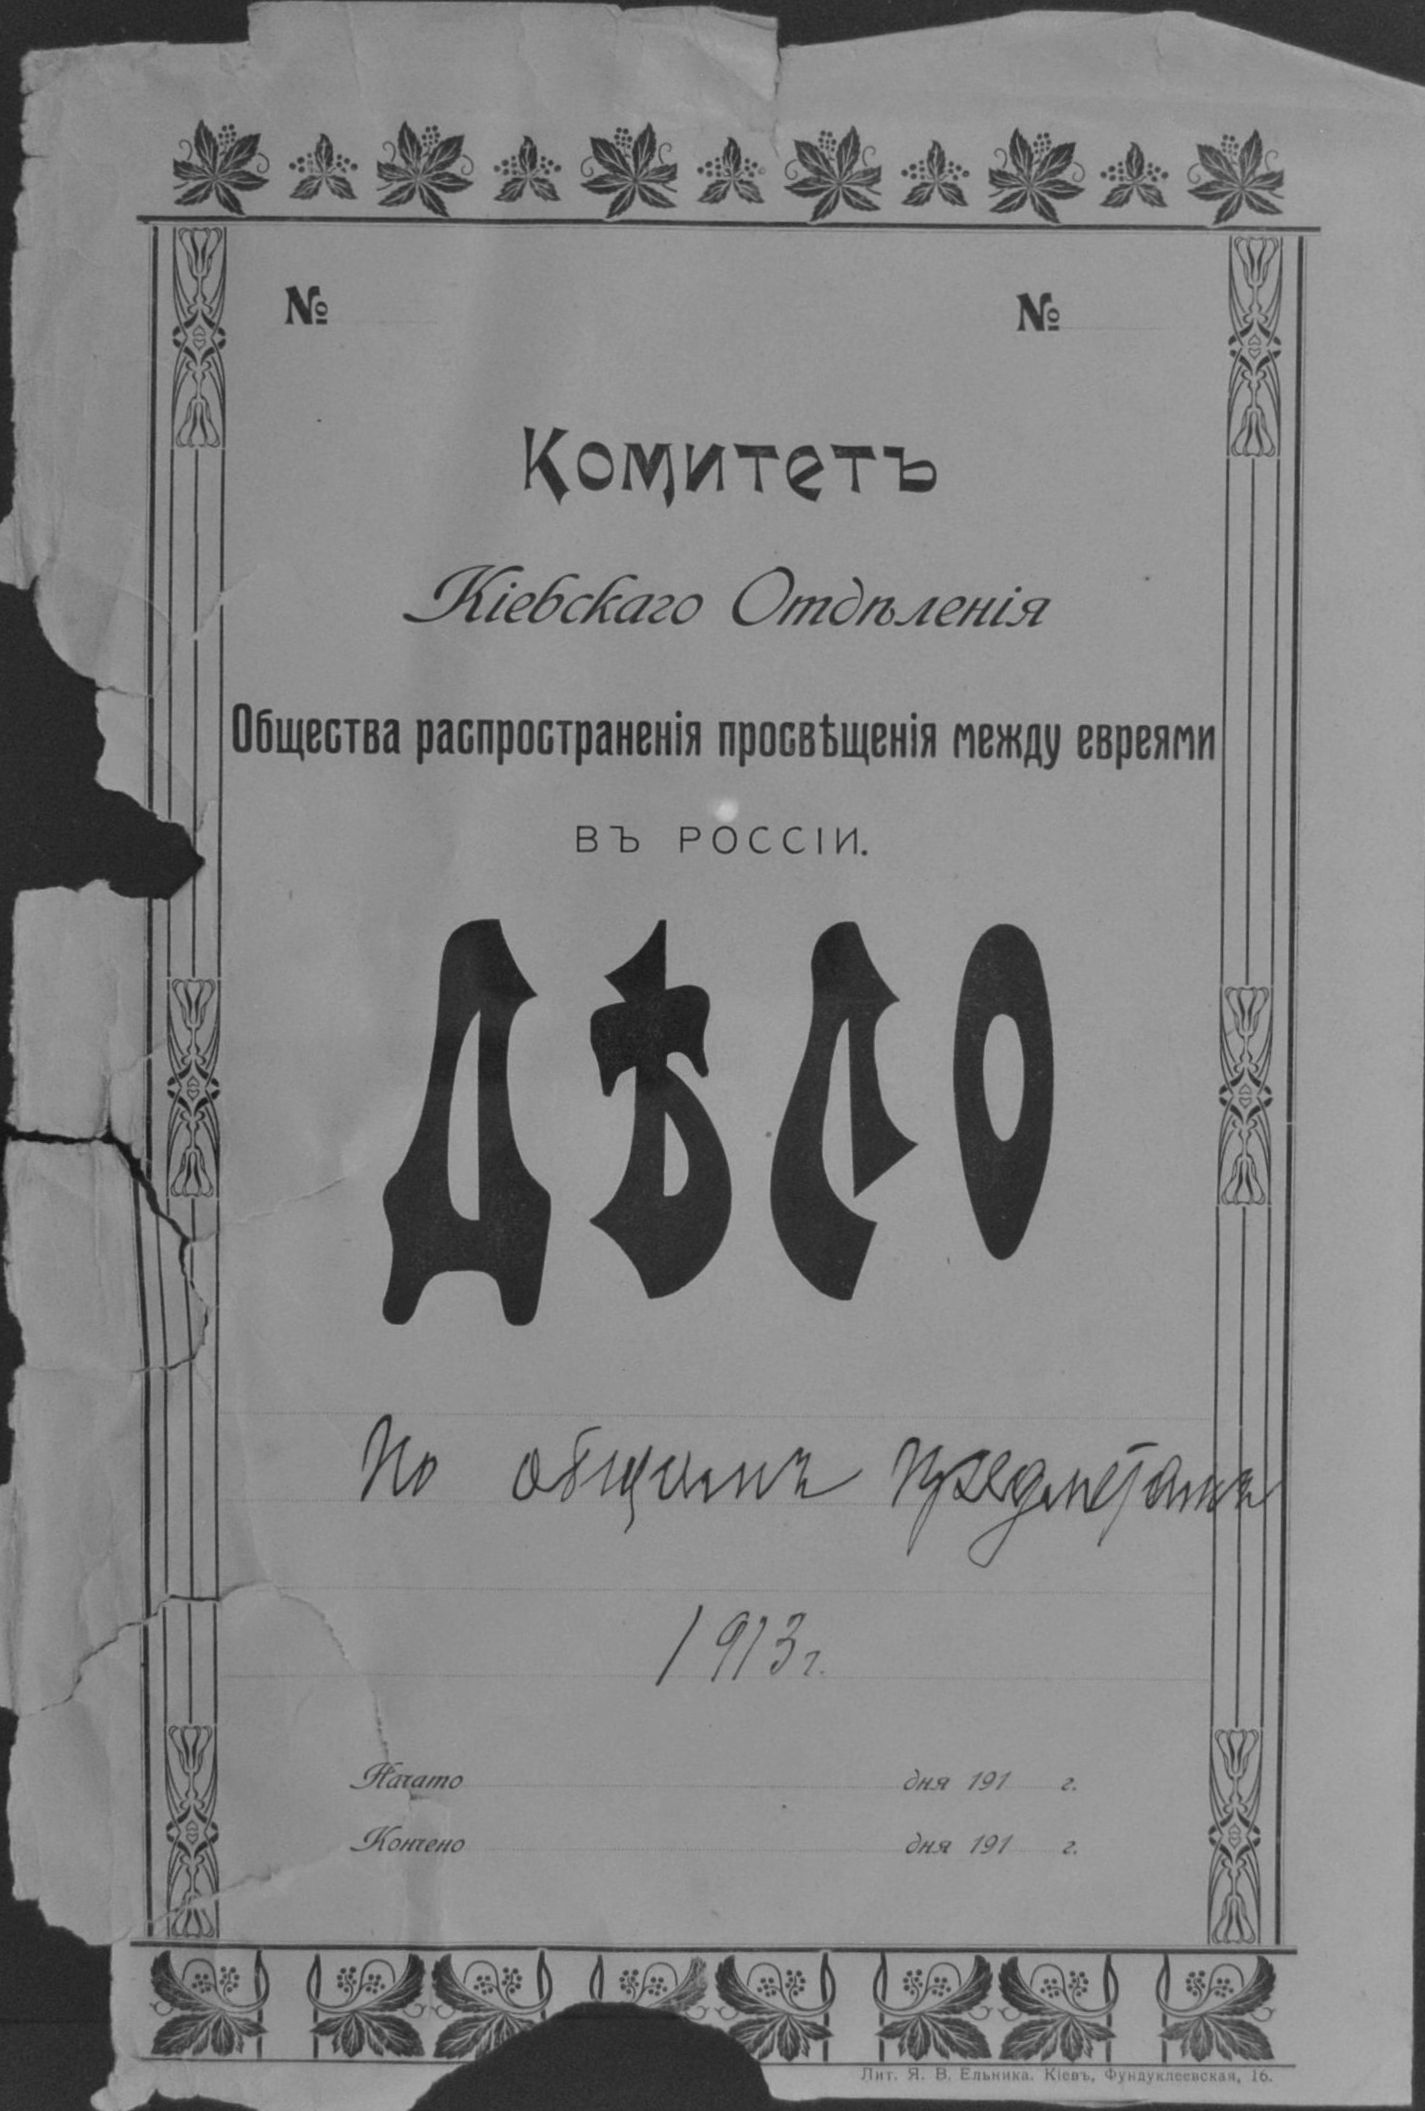 № №
Комитетъ
Кіевскаго Отдѣленія
Общества распространенія просвѣщенія между евреями
ВЪ РОССІИ.
ДѢЛО
По общимъ предметамъ
1913 г.
Начато дня 191 г.
Кончено дня 191 г.
Лит. Я. В. Ельника. Кіевъ, Фундуклеевская, 16.